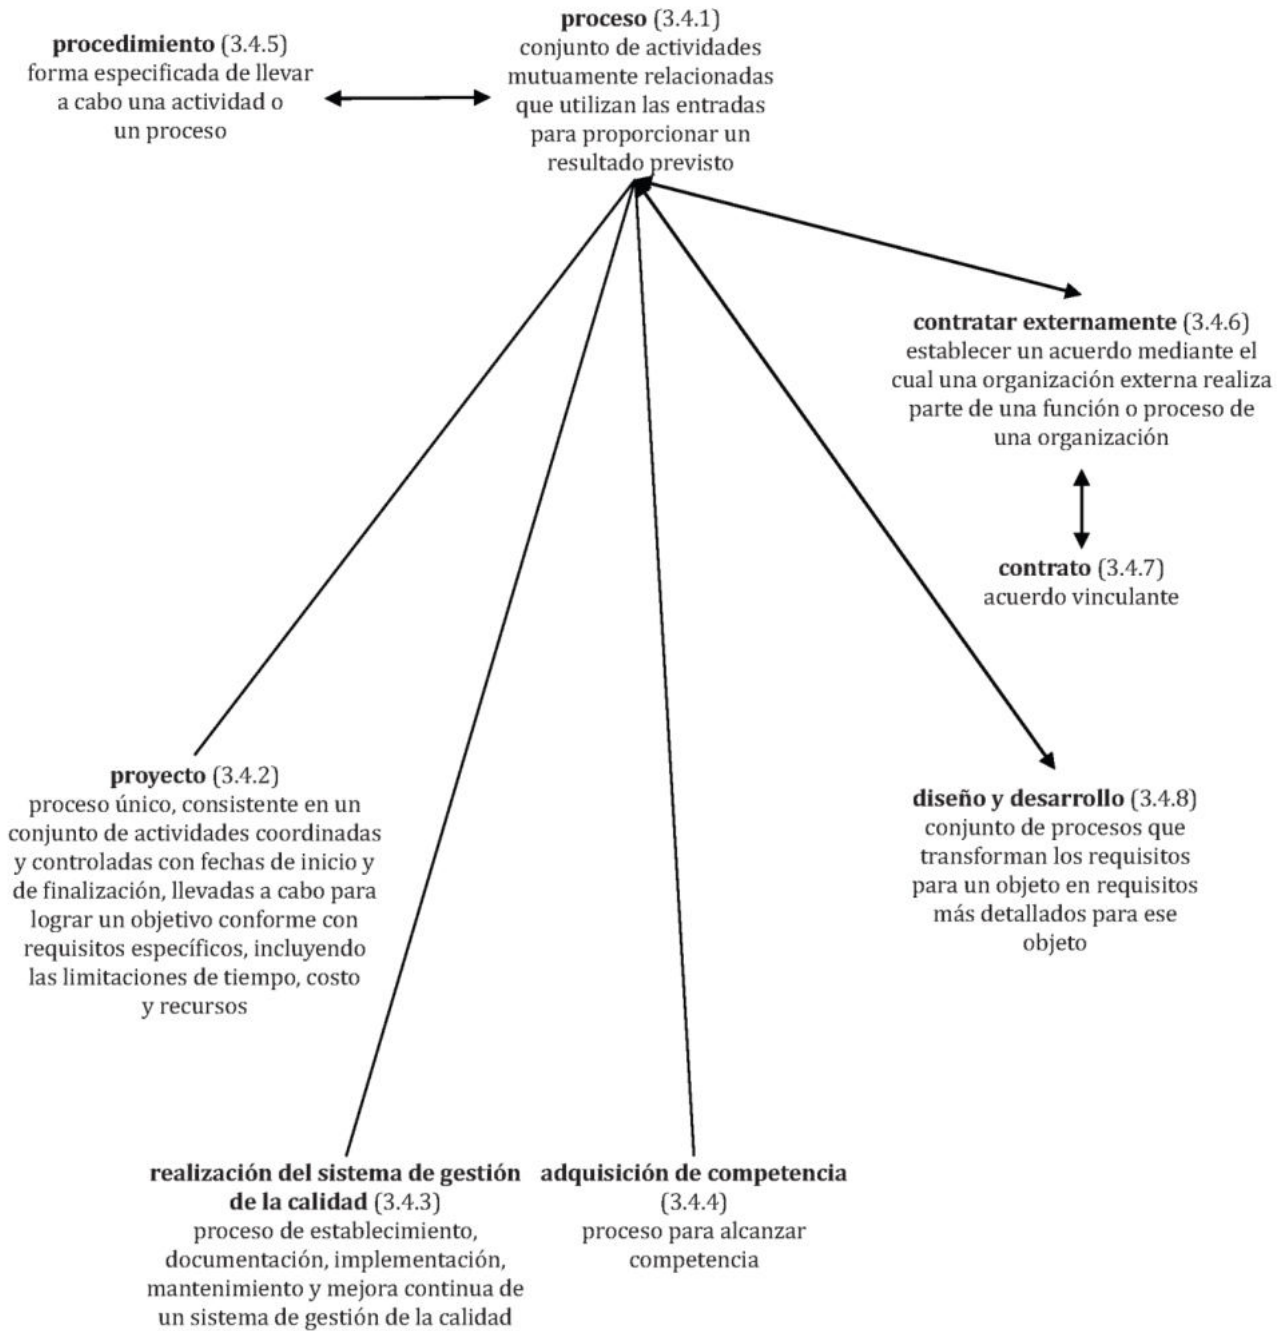 proceso (3.4.1)
conjunto de actividades
mutuamente relacionadas
que utilizan las entradas
para proporcionar un
resultado previsto
procedimiento (3.4.5)
forma especificada de llevar
a cabo una actividad o
un proceso
contratar externamente (3.4.6)
establecer un acuerdo mediante el
cual una organización externa realiza
parte de una función o proceso de
una organización
contrato (3.4.7)
acuerdo vinculante
proyecto (3.4.2)
proceso único, consistente en un
conjunto de actividades coordinadas
y controladas con fechas de inicio y
de finalización, llevadas a cabo para
lograr un objetivo conforme con
requisitos específicos, incluyendo
las limitaciones de tiempo, costo
y recursos
diseño y desarrollo (3.4.8)
conjunto de procesos que
transforman los requisitos
para un objeto en requisitos
más detallados para ese
objeto
realización del sistema de gestión
de la calidad (3.4.3)
proceso de establecimiento,
documentación, implementación,
mantenimiento y mejora continua de
un sistema de gestión de la calidad
adquisición de competencia
(3.4.4)
proceso para alcanzar
competencia